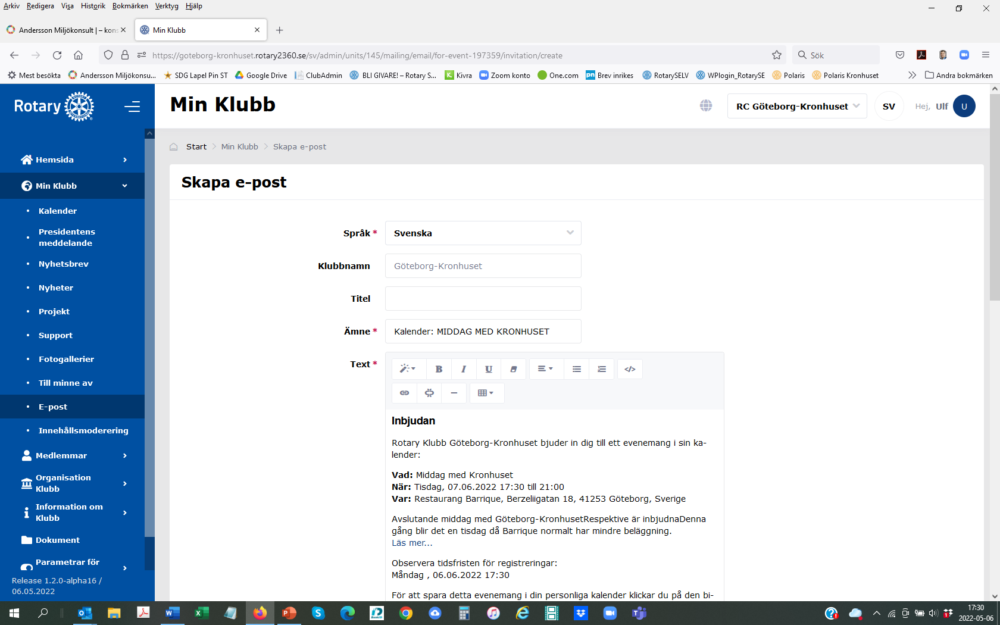 Arkiv Redigera Visa Historik Bokmärken Verktyg Hjälp
Andersson Miljökonsult | – kons
Min Klubb
https://goteborg-kronhuset.rotary2360.se/sv/admin/units/145/mailing/email/for-event-197359/invitation/create
Sök
Mest besökta Andersson Miljökonsu... SDG Lapel Pin ST Google Drive ClubAdmin BLI GIVARE! – Rotary S... Kivra Zoom konto One.com pn Brev inrikes RotarySELV WPlogin_RotarySE Polaris Polaris Kronhuset Andra bokmärken
Rotary
Min Klubb
RC Göteborg-Kronhuset
SV
Hej, Ulf
U
Start Min Klubb Skapa e-post
Hemsida
Min Klubb
Kalender
Presidentens
meddelande
Nyhetsbrev
Nyheter
Projekt
Support
Fotogallerier
Till minne av
E-post
Innehållsmoderering
Medlemmar
Organisation
Klubb
Information om
Klubb
Dokument
Parametrar för
Release 1.2.0-alpha16 /
06.05.2022
Skapa e-post
Språk * Svenska
Klubbnamn Göteborg-Kronhuset
Titel
Ämne * Kalender: MIDDAG MED KRONHUSET
Text *
B I U
Inbjudan
Rotary Klubb Göteborg-Kronhuset bjuder in dig till ett evenemang i sin ka-
lender:
Vad: Middag med Kronhuset
När: Tisdag, 07.06.2022 17:30 till 21:00
Var: Restaurang Barrique, Berzeliigatan 18, 41253 Göteborg, Sverige
Avslutande middag med Göteborg-KronhusetRespektive är inbjudnaDenna
gång blir det en tisdag då Barrique normalt har mindre beläggning.
Läs mer...
Observera tidsfristen för registreringar:
Måndag , 06.06.2022 17:30
För att spara detta evenemang i din personliga kalender klickar du på den bi-
17:30
2022-05-06